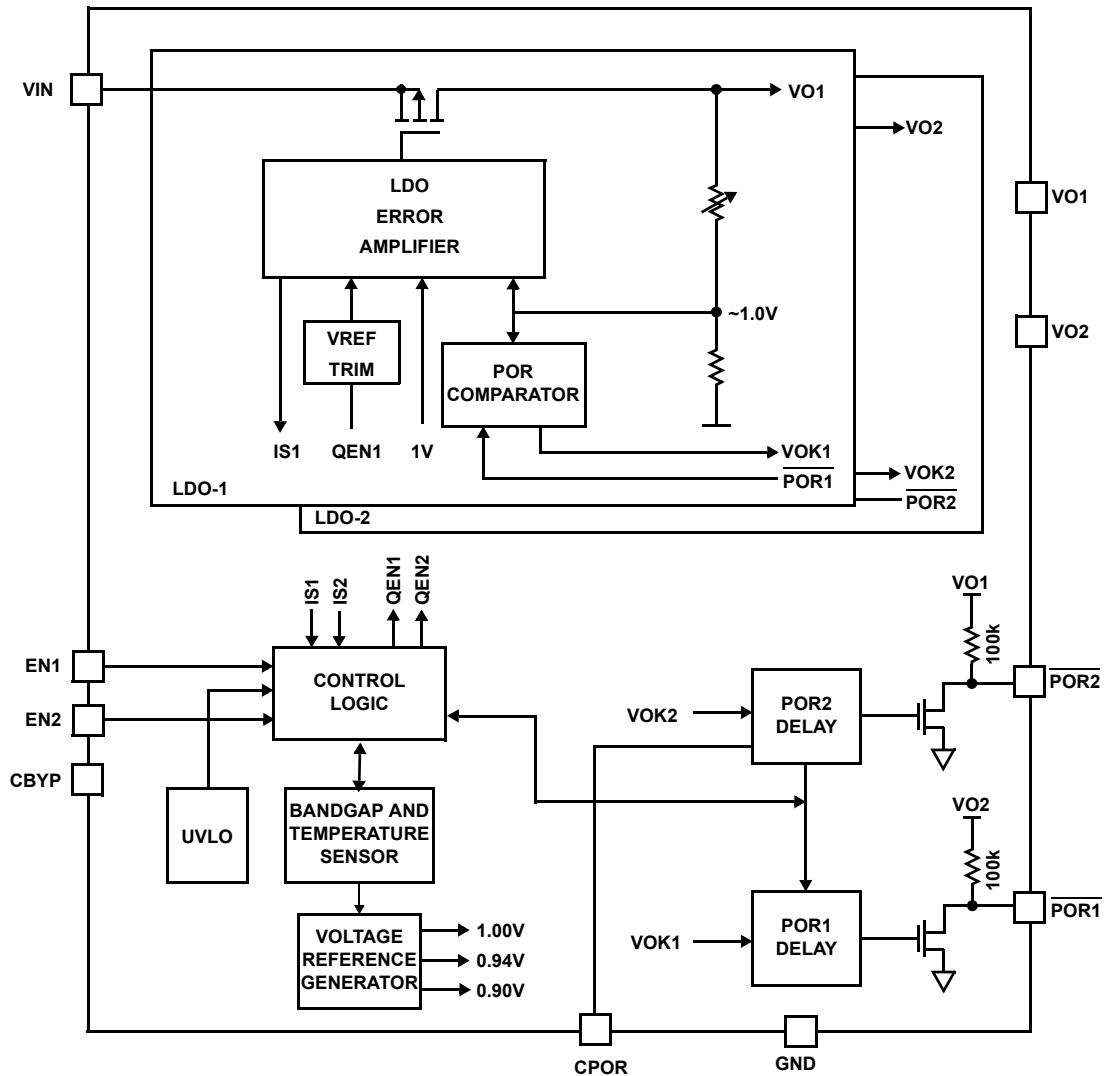 VIN
VO1
VO2
LDO
ERROR
AMPLIFIER
VO1
~1.0V
VO2
VREF
TRIM
POR
COMPARATOR
IS1
QEN1
1V
VOK1
POR1
VOK2
POR2
LDO-1
LDO-2
IS1
IS2
QEN1
QEN2
VO1
100k
EN1
CONTROL
LOGIC
POR2
EN2
VOK2
POR2
DELAY
CBYP
UVLO
BANDGAP AND
TEMPERATURE
SENSOR
VO2
100k
POR1
VOLTAGE
REFERENCE
GENERATOR
1.00V
0.94V
0.90V
VOK1
POR1
DELAY
CPOR
GND